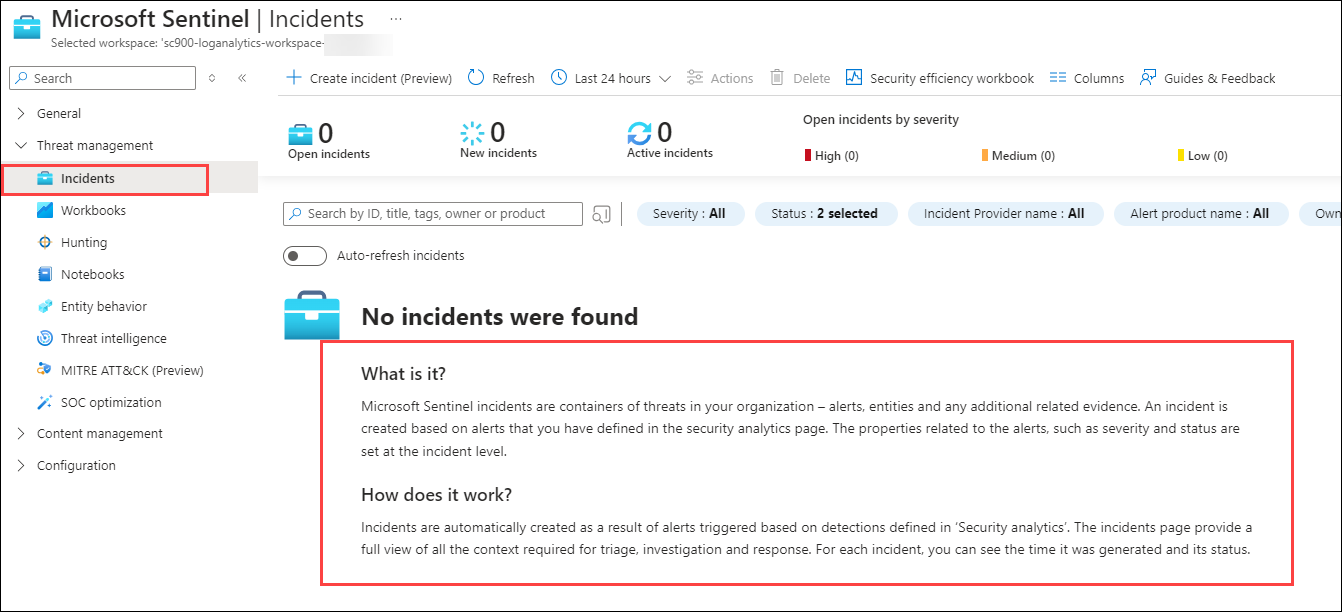 Microsoft Sentinel | Incidents ...
Selected workspace: 'sc900-loganalytics-workspace-
Search
Create incident (Preview) Refresh Last 24 hours Actions Delete Security efficiency workbook Columns Guides & Feedback
General
Threat management
Incidents
Workbooks
Hunting
Notebooks
Entity behavior
Threat intelligence
MITRE ATT&CK (Preview)
SOC optimization
Content management
Configuration
0 0 0
Open incidents New incidents Active incidents
Open incidents by severity
High (0) Medium (0) Low (0)
Search by ID, title, tags, owner or product
Severity : All Status : 2 selected Incident Provider name : All Alert product name : All Own
Auto-refresh incidents
No incidents were found
What is it?
Microsoft Sentinel incidents are containers of threats in your organization – alerts, entities and any additional related evidence. An incident is
created based on alerts that you have defined in the security analytics page. The properties related to the alerts, such as severity and status are
set at the incident level.
How does it work?
Incidents are automatically created as a result of alerts triggered based on detections defined in ‘Security analytics’. The incidents page provide a
full view of all the context required for triage, investigation and response. For each incident, you can see the time it was generated and its status.